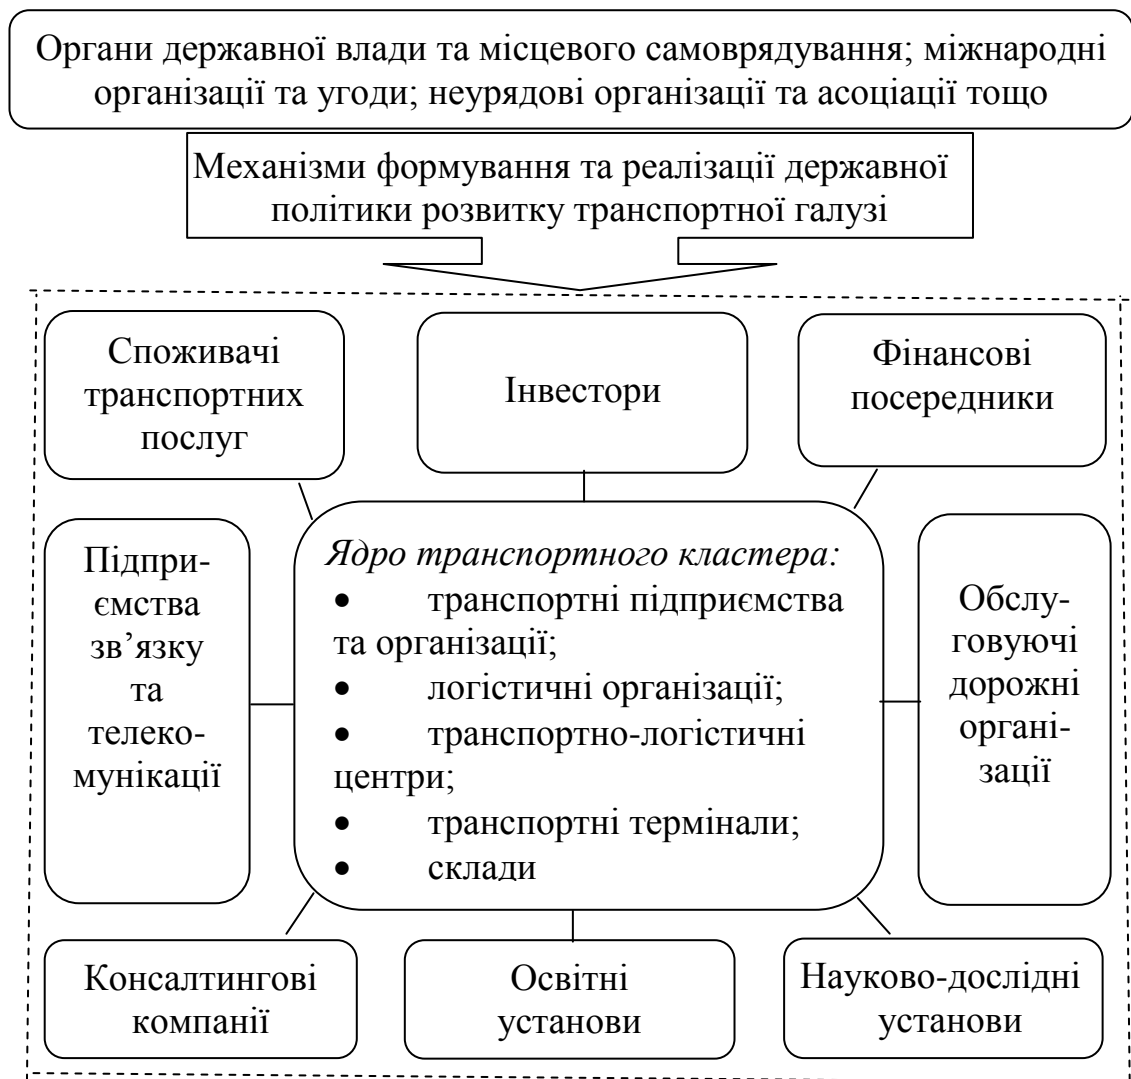 Органи державної влади та місцевого самоврядування; міжнародні
організації та угоди; неурядові організації та асоціації тощо
Механізми формування та реалізації державної
політики розвитку транспортної галузі
Споживачі
транспортних
послуг
Інвестори
Фінансові
посередники
Підпри-
ємства
зв’язку
та
телеко-
мунікації
Ядро транспортного кластера:
• транспортні підприємства
та організації;
• логістичні організації;
• транспортно-логістичні
центри;
• транспортні термінали;
• склади
Обслу-
говуючі
дорожні
органі-
зації
Консалтингові
компанії
Освітні
установи
Науково-дослідні
установи